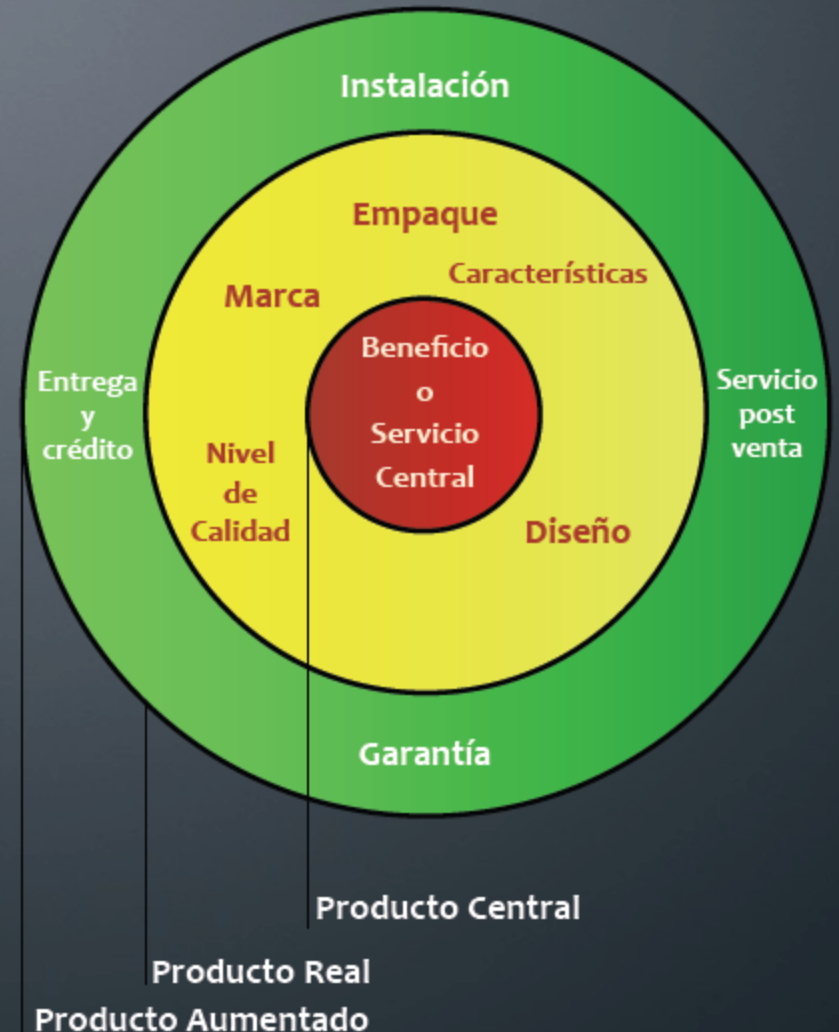 Instalación
Empaque
Características
Marca
Beneficio
o
Servicio
Central
Entrega
y
crédito
Servicio
post
venta
Nivel
de
Calidad
Diseño
Garantía
Producto Central
Producto Real
Producto Aumentado